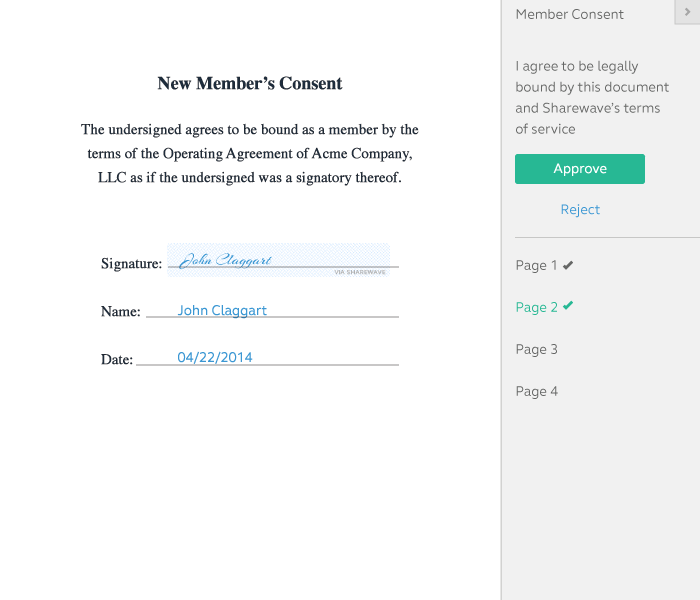 New Member’s Consent
The undersigned agrees to be bound as a member by the
terms of the Operating Agreement of Acme Company,
LLC as if the undersigned was a signatory thereof.
Signature: John Claggart
VIA SHAREWAVE
Name: John Claggart
Date: 04/22/2014
Member Consent
I agree to be legally
bound by this document
and Sharewave’s terms
of service
Approve
Reject
Page 1
Page 2
Page 3
Page 4